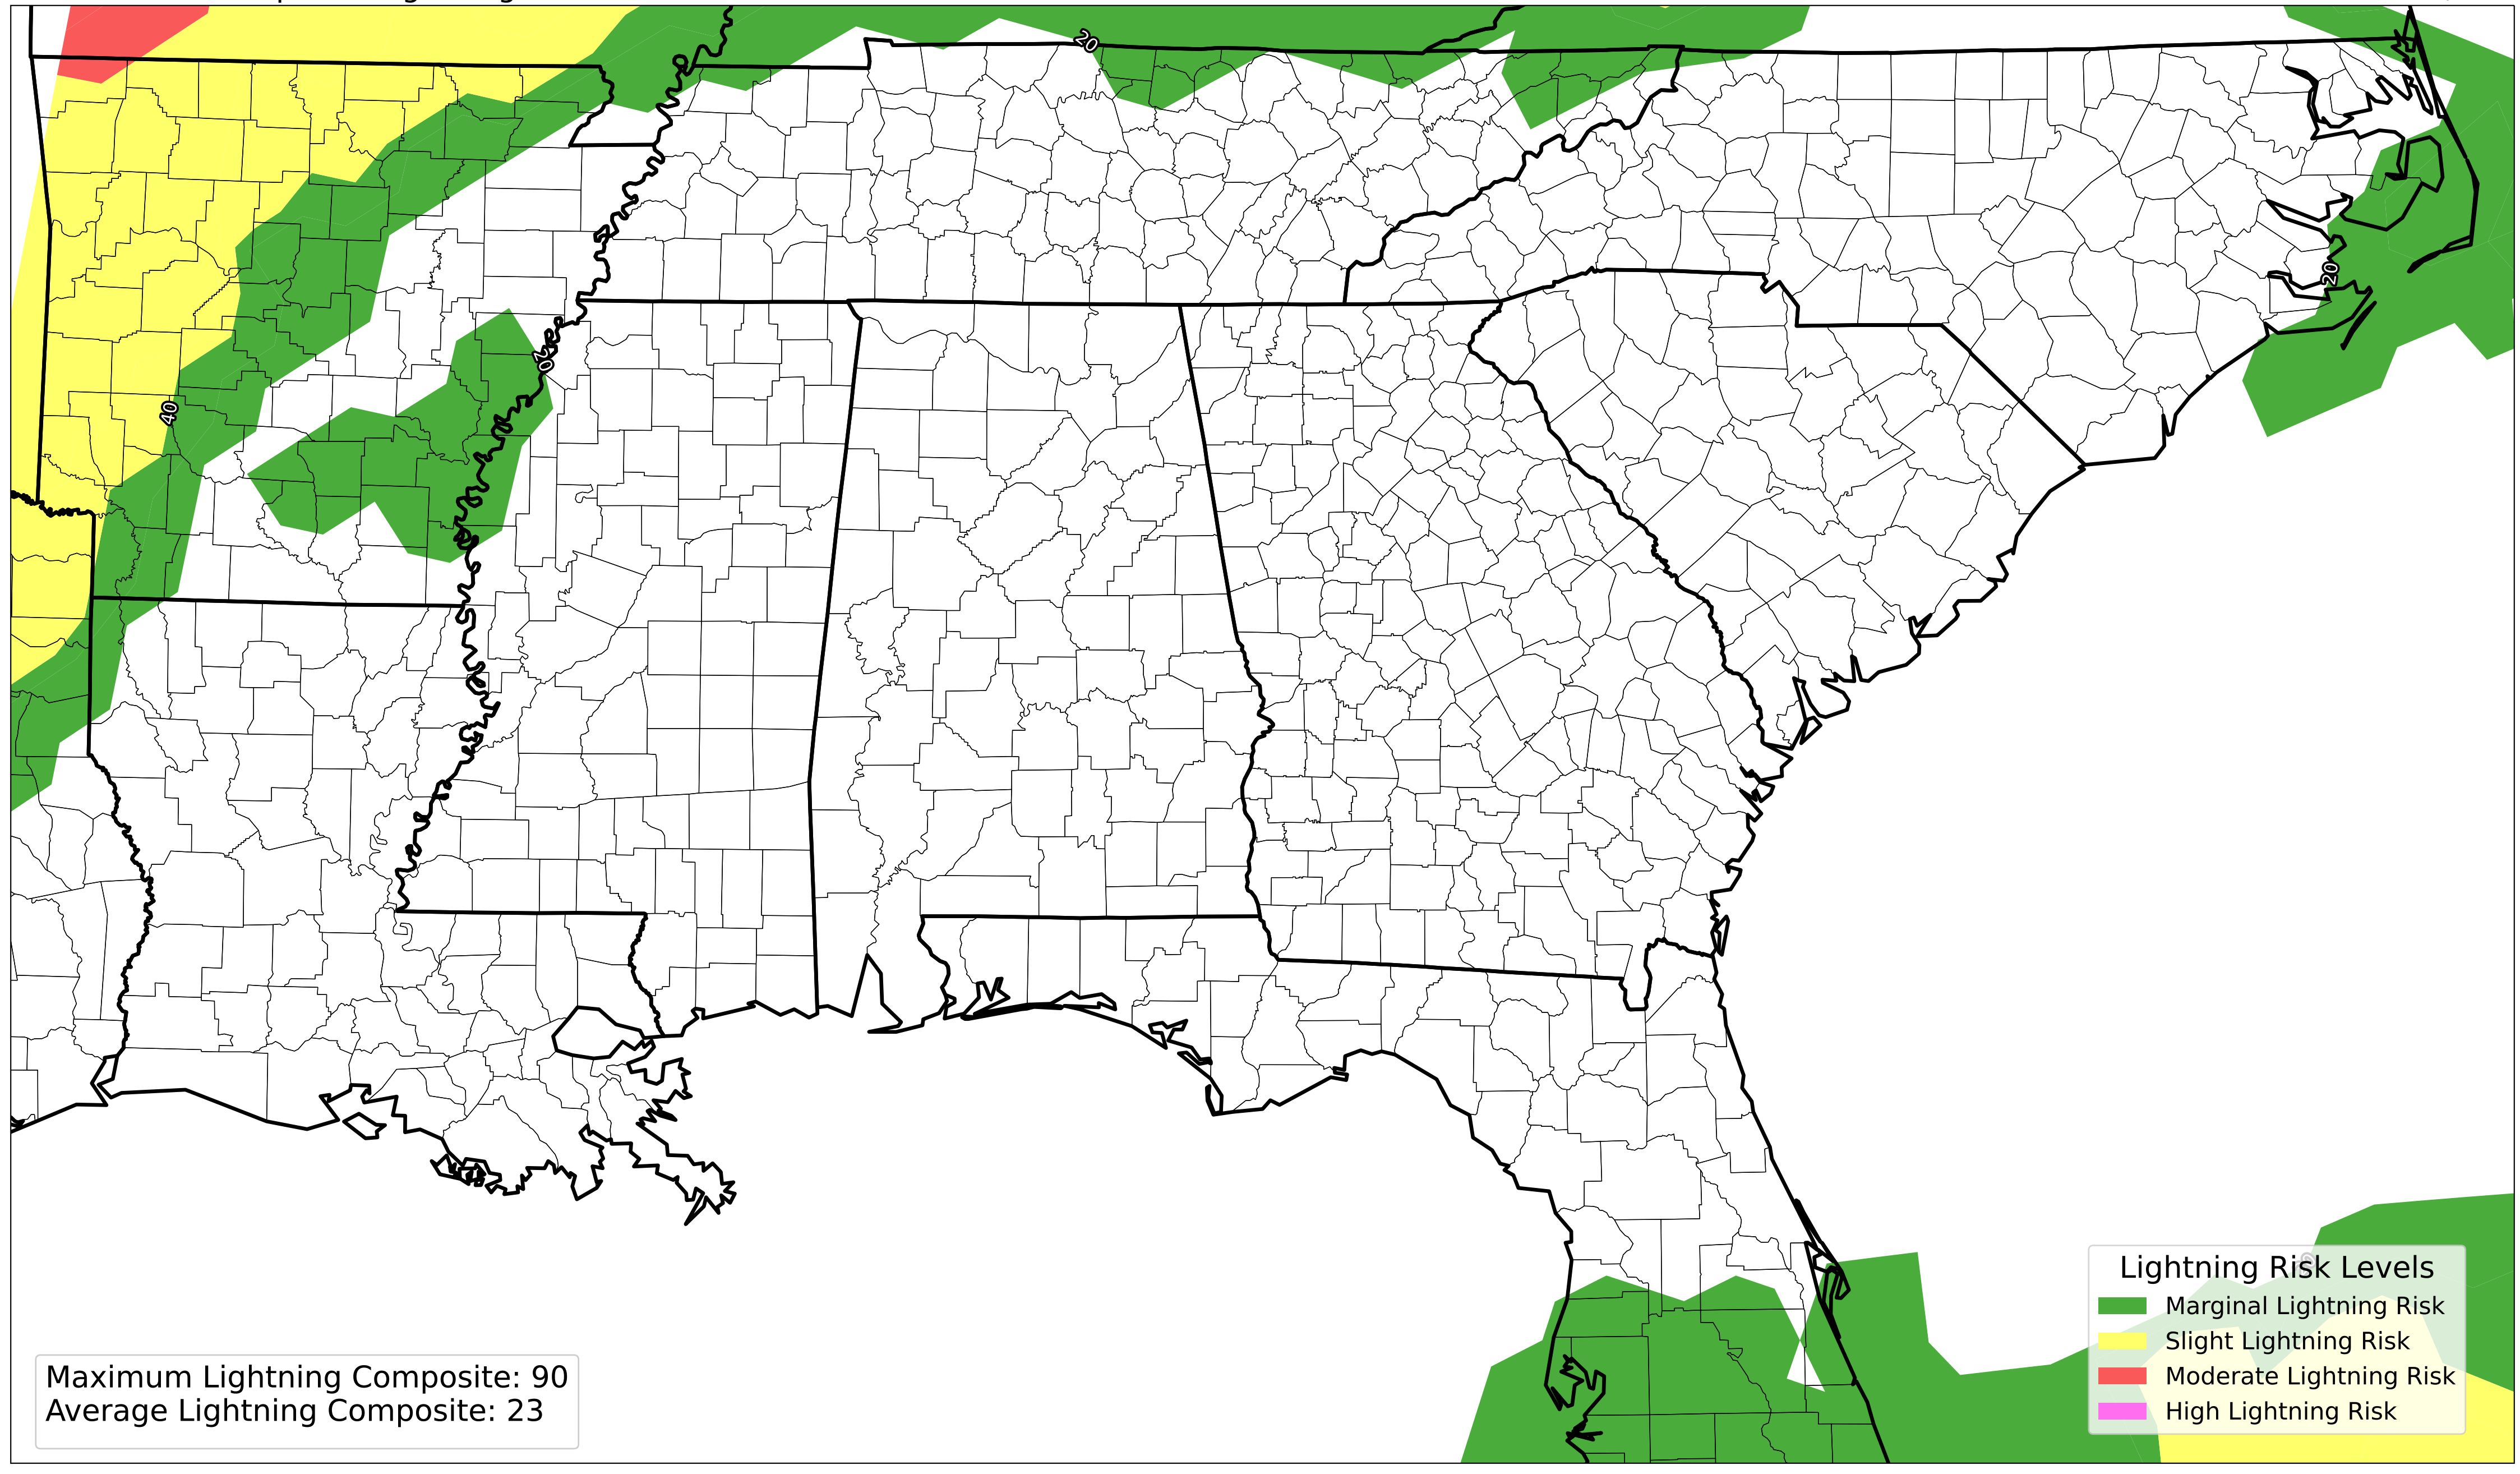 20
20
20
40
Maximum Lightning Composite: 90
Average Lightning Composite: 23
Lightning Risk Levels
Marginal Lightning Risk
Slight Lightning Risk
Moderate Lightning Risk
High Lightning Risk